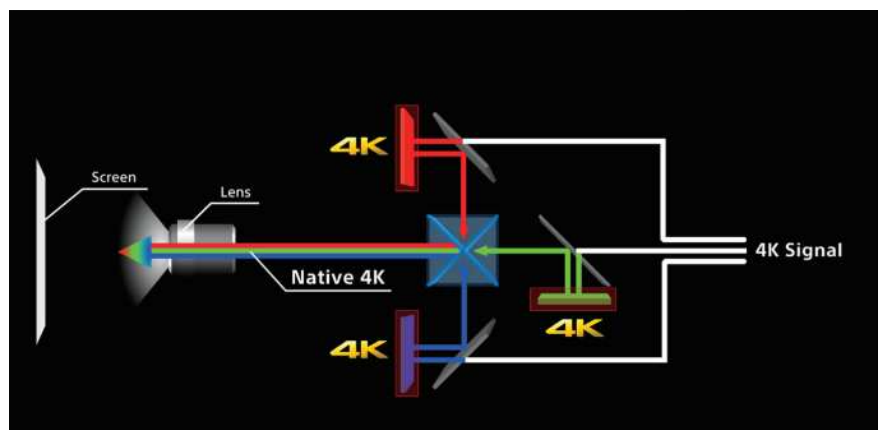 4K
Screen
Lens
4K Signal
Native 4K
4K
4K